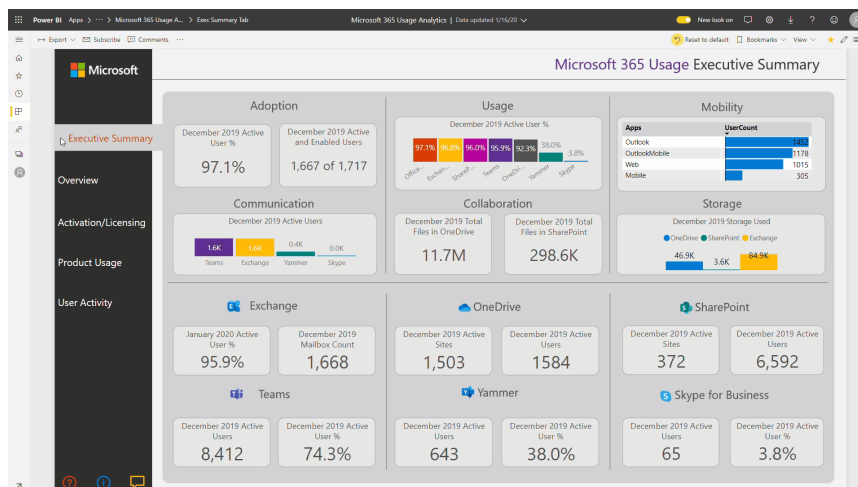 Power BI Apps > ··· > Microsoft 365 Usage A... > Exec Summary Tab
Microsoft 365 Usage Analytics | Data updated 1/16/20
New look on
Export
Subscribe
Comments
···
Reset to default
Bookmarks
View
Microsoft
Microsoft 365 Usage Executive Summary
Executive Summary
Overview
Activation/Licensing
Product Usage
User Activity
Adoption
December 2019 Active
User %
97.1%
December 2019 Active
and Enabled Users
1,667 of 1,717
Usage
December 2019 Active User %
97.1% 96.8% 96.0% 95.9% 92.3% 38.0% 3.8%
Office... Exchan... ShareP... Teams OneDri... Yammer Skype
Mobility
Apps UserCount
Outlook 1452
OutlookMobile 1178
Web 1015
Mobile 305
Communication
December 2019 Active Users
1.6K 1.6K 0.4K 0.0K
Teams Exchange Yammer Skype
Collaboration
December 2019 Total
Files in OneDrive
11.7M
December 2019 Total
Files in SharePoint
298.6K
Storage
December 2019 Storage Used
OneDrive SharePoint Exchange
46.9K 3.6K 84.9K
Exchange
January 2020 Active
User %
95.9%
December 2019
Mailbox Count
1,668
OneDrive
December 2019 Active
Sites
1,503
December 2019 Active
Users
1584
SharePoint
December 2019 Active
Sites
372
December 2019 Active
Users
6,592
Teams
December 2019 Active
Users
8,412
December 2019 Active
User %
74.3%
Yammer
December 2019 Active
Users
643
December 2019 Active
User %
38.0%
Skype for Business
December 2019 Active
Users
65
December 2019 Active
User %
3.8%